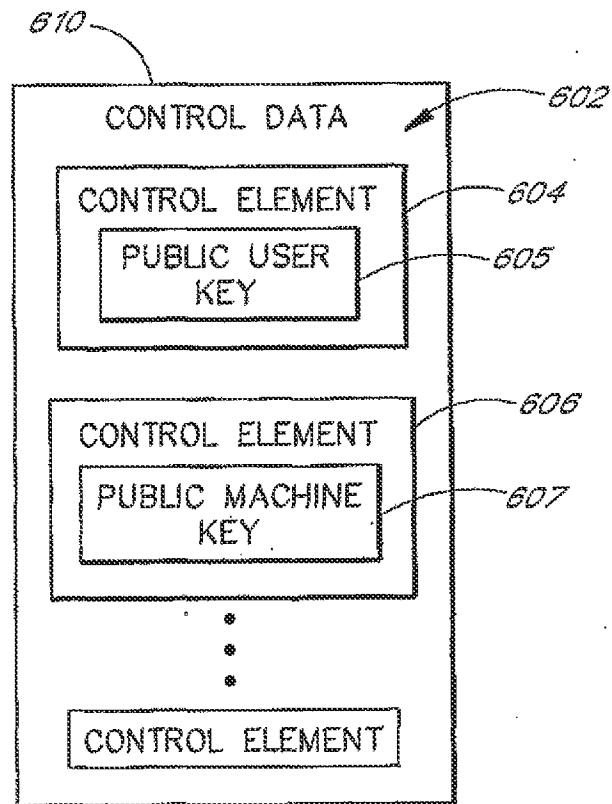 610
CONTROL DATA
602
CONTROL ELEMENT
604
PUBLIC USER
KEY
605
606
CONTROL ELEMENT
PUBLIC MACHINE
KEY
607
CONTROL ELEMENT